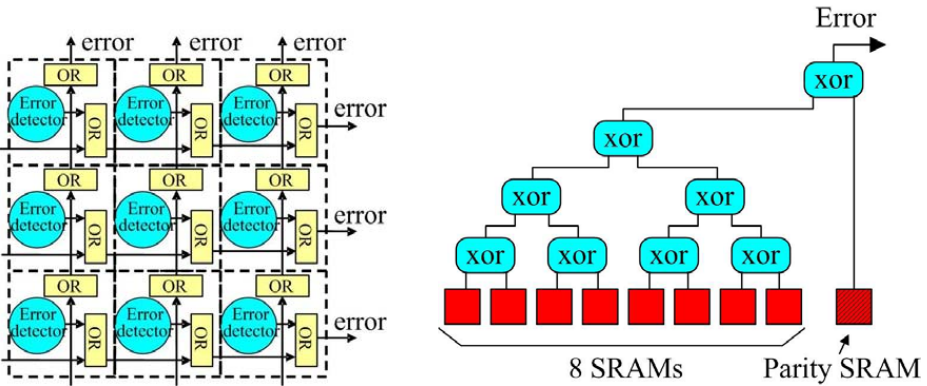 error error error
OR OR OR
Error
detector
OR
Error
detector
OR
Error
detector
OR
error
OR OR OR
Error
detector
OR
Error
detector
OR
Error
detector
OR
error
OR OR OR
Error
detector
OR
Error
detector
OR
Error
detector
OR
error
Error
xor
xor
xor xor
xor xor xor xor
8 SRAMs Parity SRAM